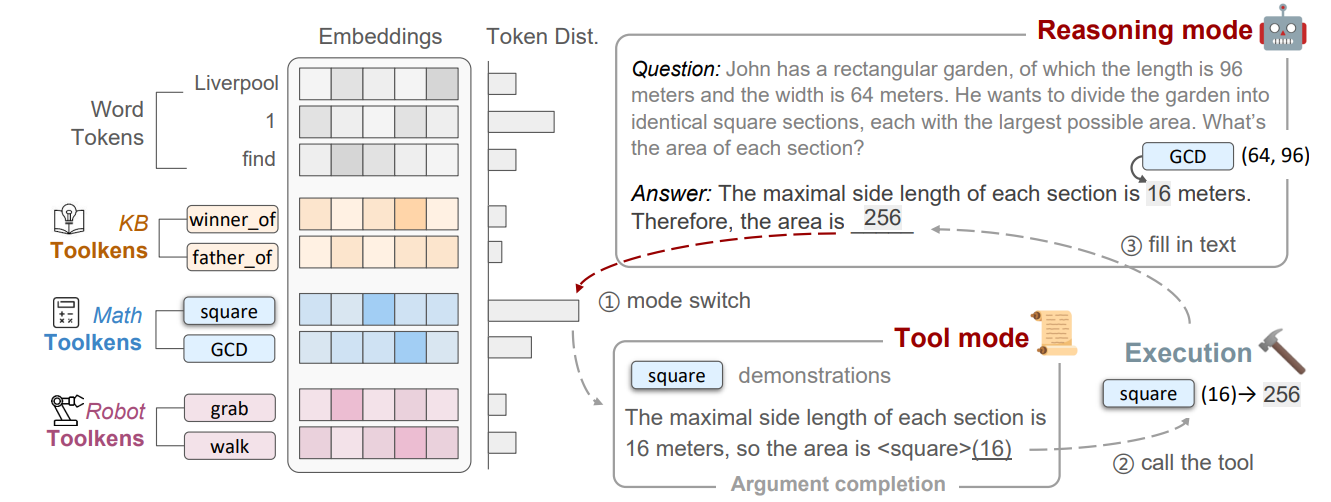 Embeddings
Token Dist.
Word
Tokens
Liverpool
1
find
KB
Toolkens
winner_of
father_of
Math
Toolkens
square
GCD
Robot
Toolkens
grab
walk
Reasoning mode
Question: John has a rectangular garden, of which the length is 96
meters and the width is 64 meters. He wants to divide the garden into
identical square sections, each with the largest possible area. What's
the area of each section?
GCD (64, 96)
Answer: The maximal side length of each section is 16 meters.
Therefore, the area is 256
① mode switch
③ fill in text
Tool mode
square demonstrations
The maximal side length of each section is
16 meters, so the area is <square>(16)
Argument completion
Execution
square (16)→ 256
② call the tool